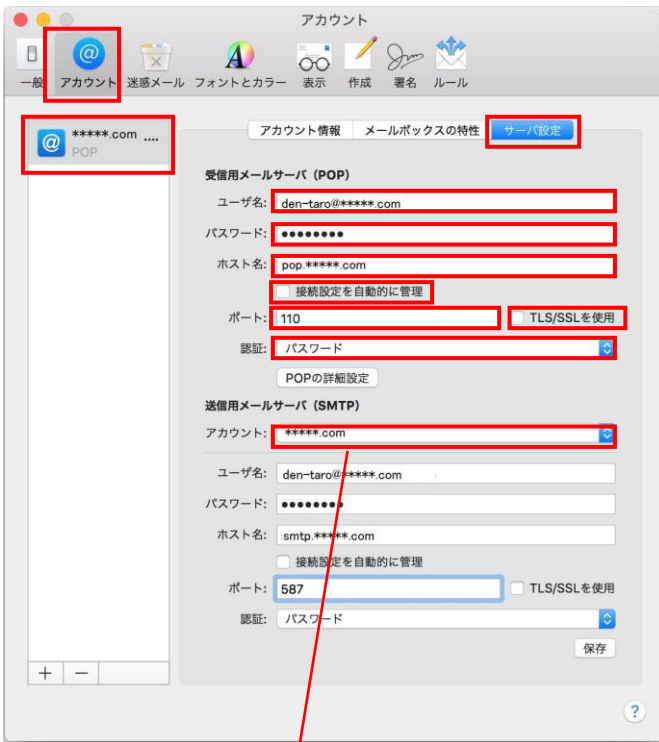 アカウント
一般 アカウント 迷惑メール フォントとカラー 表示 作成 署名 ルール
*****.com ....
POP
アカウント情報 メールボックスの特性 サーバ設定
受信用メールサーバ (POP)
ユーザ名: den-taro@*****.com
パスワード: ●●●●●●●●
ホスト名: pop.*****.com
接続設定を自動的に管理
ポート: 110 TLS/SSLを使用
認証: パスワード
POPの詳細設定
送信用メールサーバ (SMTP)
アカウント: *****.com
ユーザ名: den-taro@*****.com
パスワード: ●●●●●●●●
ホスト名: smtp.*****.com
接続設定を自動的に管理
ポート: 587 TLS/SSLを使用
認証: パスワード
保存
+ −
?